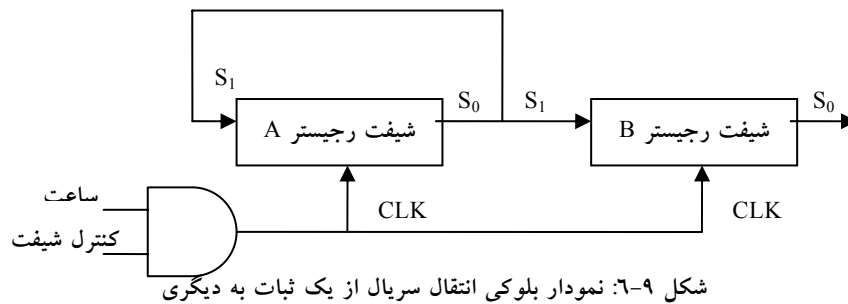 S1
S0
S1
S0
شیفت رجیستر A
شیفت رجیستر B
ساعت
CLK
CLK
کنترل شیفت
شکل ۹-۶: نمودار بلوکی انتقال سریال از یک ثبات به دیگری